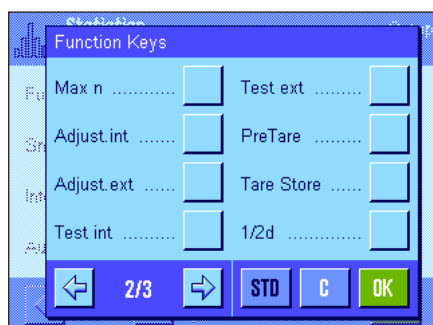 Statistics
Function Keys
Max n ............ Test ext .........
Adjust.int ....... PreTare .........
Adjust.ext ...... Tare Store ......
Test int .......... 1/2d ..............
2/3 STD C OK